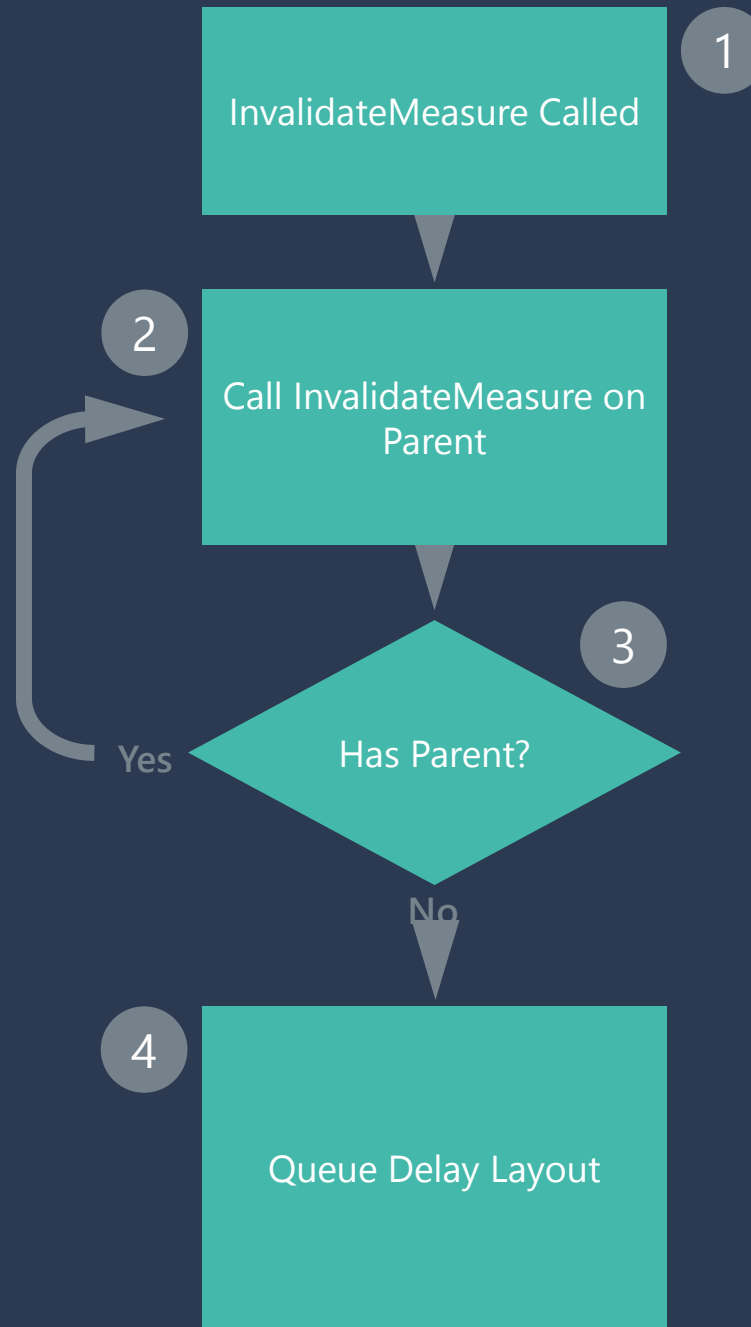 1
InvalidateMeasure Called
2
Call InvalidateMeasure on
Parent
3
Has Parent?
Yes
No
4
Queue Delay Layout